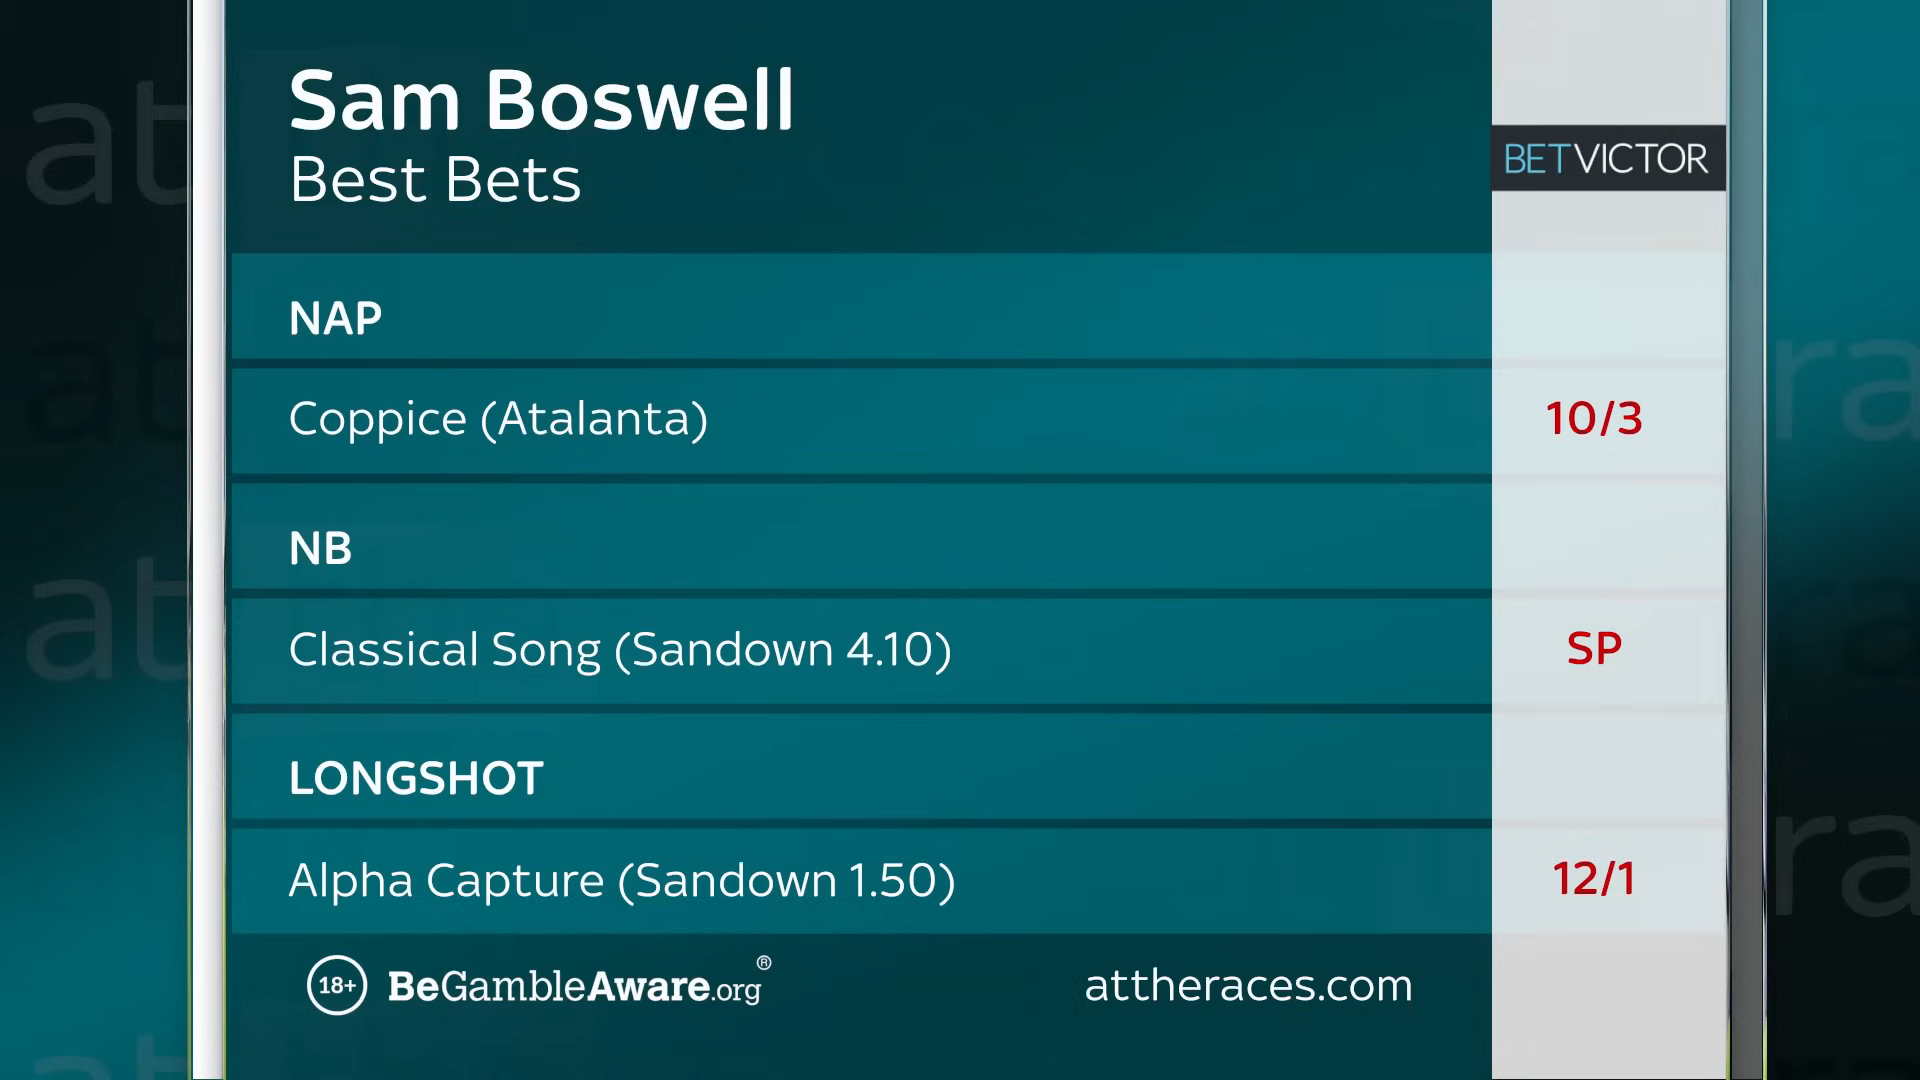 Sam Boswell
Best Bets
BETVICTOR
NAP
Coppice (Atalanta)
10/3
NB
Classical Song (Sandown 4.10)
SP
LONGSHOT
Alpha Capture (Sandown 1.50)
12/1
18+ BeGambleAware.org®
attheraces.com